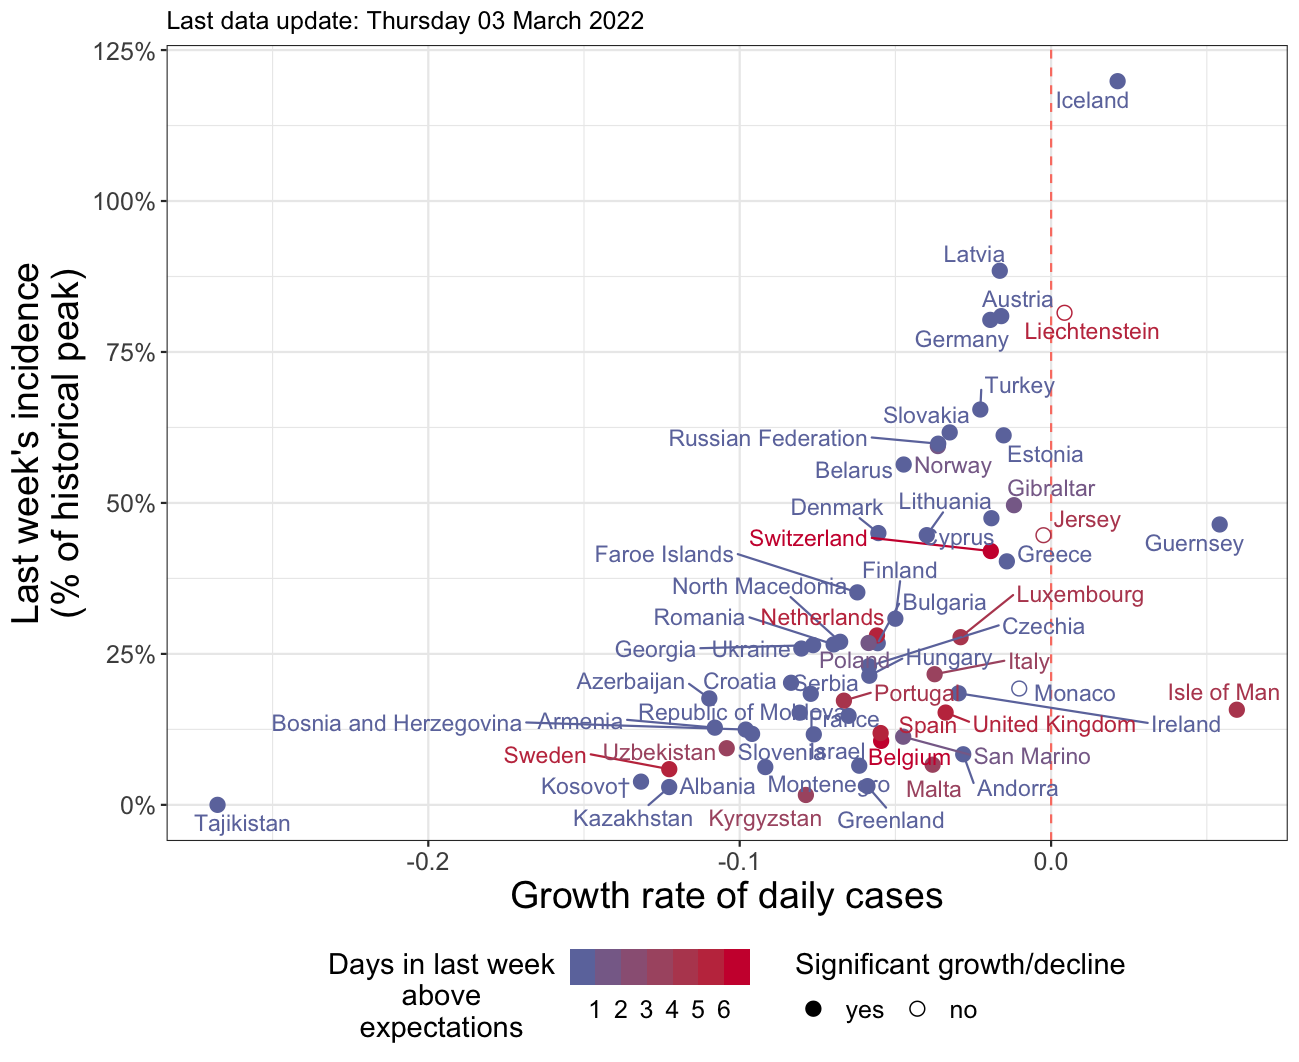 Last data update: Thursday 03 March 2022
125%
Iceland
100%
Latvia
Austria
Liechtenstein
Germany
75%
Turkey
Slovakia
Russian Federation
Estonia
Norway
Belarus
Gibraltar
50%
Lithuania
Denmark
Jersey
Cyprus
Switzerland
Guernsey
Greece
Faroe Islands
Finland
North Macedonia
Luxembourg
Bulgaria
Romania
Netherlands
Czechia
Georgia
Ukraine
25%
Poland
Hungary
Italy
Azerbaijan
Croatia
Serbia
Portugal
Monaco
Isle of Man
Republic of Moldova
Bosnia and Herzegovina
Armenia
France
Spain
United Kingdom
Ireland
Sweden
Uzbekistan
Slovenia
Israel
Belgium
San Marino
Kosovo†
Albania
Montenegro
Malta
Andorra
0%
Tajikistan
Kazakhstan
Kyrgyzstan
Greenland
Last week's incidence
(% of historical peak)
-0.2
-0.1
0.0
Growth rate of daily cases
Days in last week
above
expectations
1 2 3 4 5 6
Significant growth/decline
yes
no